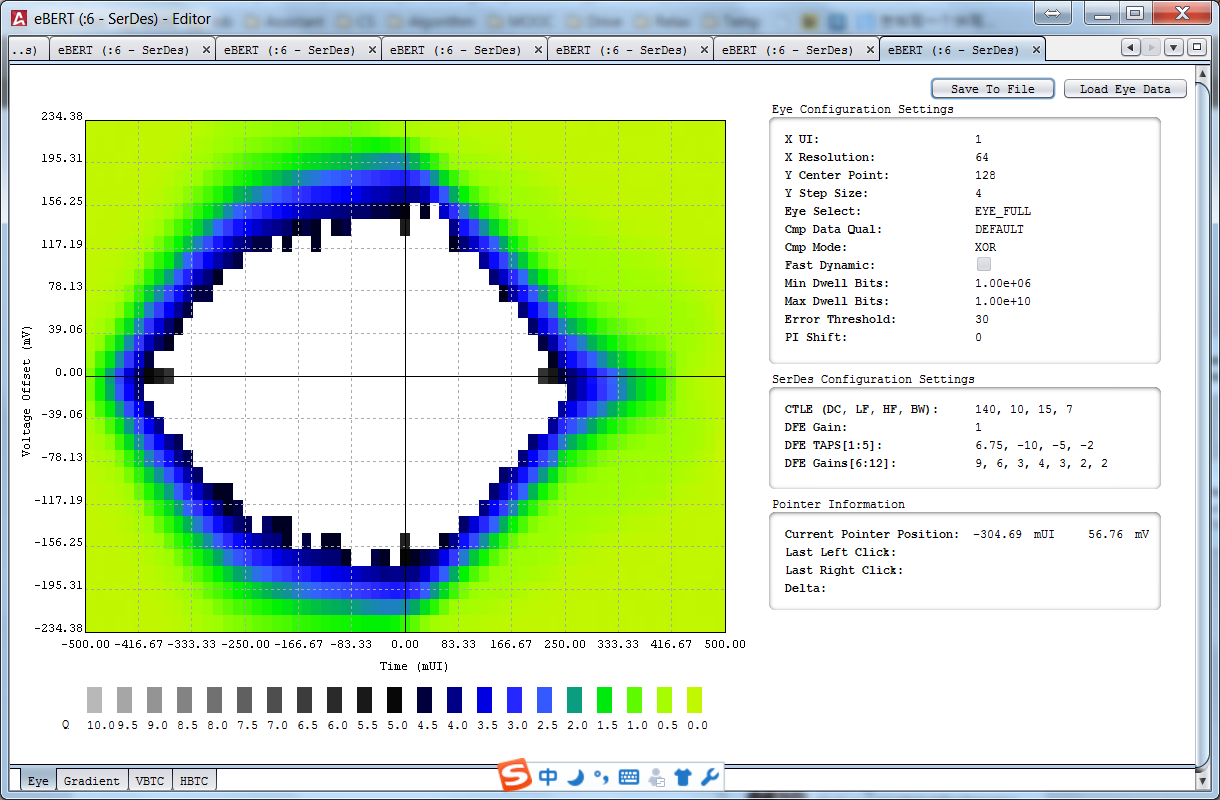 eBERT (:6 - SerDes) - Editor
..s) eBERT (:6 - SerDes) eBERT (:6 - SerDes) eBERT (:6 - SerDes) eBERT (:6 - SerDes) eBERT (:6 - SerDes) eBERT (:6 - SerDes)
Save To File Load Eye Data
Eye Configuration Settings
X UI: 1
X Resolution: 64
Y Center Point: 128
Y Step Size: 4
Eye Select: EYE_FULL
Cmp Data Qual: DEFAULT
Cmp Mode: XOR
Fast Dynamic:
Min Dwell Bits: 1.00e+06
Max Dwell Bits: 1.00e+10
Error Threshold: 30
PI Shift: 0
SerDes Configuration Settings
CTLE (DC, LF, HF, BW): 140, 10, 15, 7
DFE Gain: 1
DFE TAPS[1:5]: 6.75, -10, -5, -2
DFE Gains[6:12]: 9, 6, 3, 4, 3, 2, 2
Pointer Information
Current Pointer Position: -304.69 mUI 56.76 mV
Last Left Click:
Last Right Click:
Delta:
Voltage Offset (mV)
234.38
195.31
156.25
117.19
78.13
39.06
0.00
-39.06
-78.13
-117.19
-156.25
-195.31
-234.38
-500.00 -416.67 -333.33 -250.00 -166.67 -83.33 0.00 83.33 166.67 250.00 333.33 416.67 500.00
Time (mUI)
Q 10.0 9.5 9.0 8.5 8.0 7.5 7.0 6.5 6.0 5.5 5.0 4.5 4.0 3.5 3.0 2.5 2.0 1.5 1.0 0.5 0.0
Eye Gradient VBTC HBTC
中